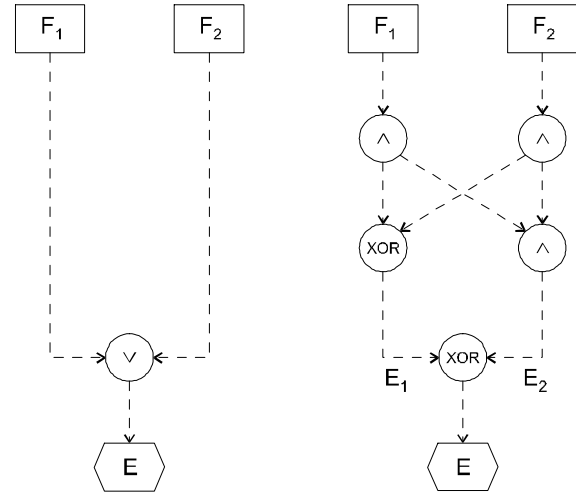 F₁ F₂ F₁ F₂
∧ ∧
XOR ∧
∨ XOR
E₁ E₂
E E